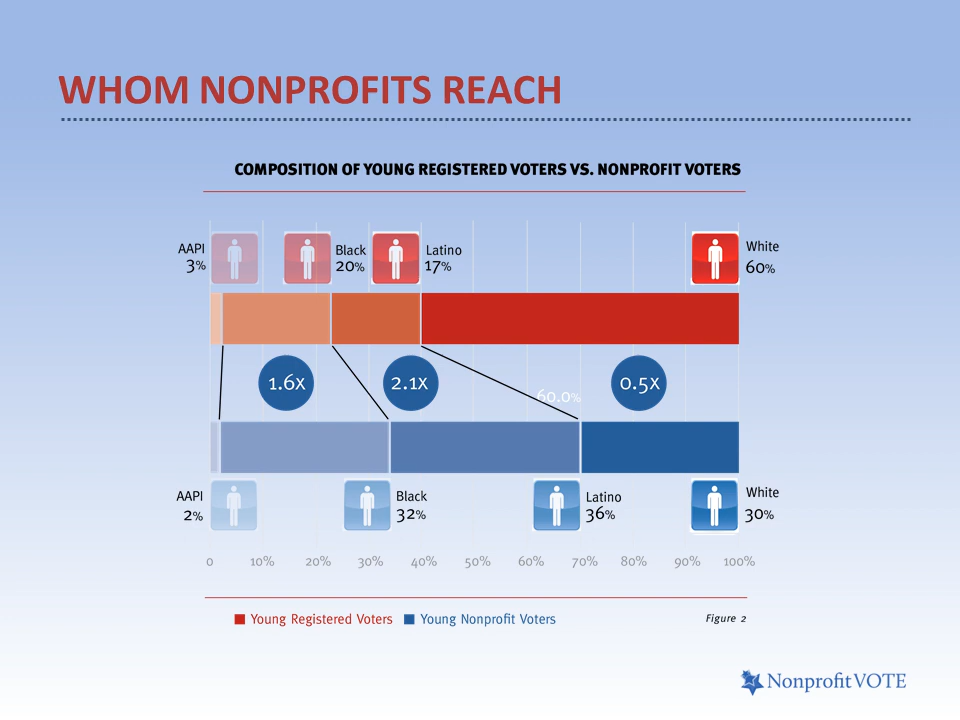 WHOM NONPROFITS REACH
COMPOSITION OF YOUNG REGISTERED VOTERS VS. NONPROFIT VOTERS
AAPI
3%
Black
20%
Latino
17%
White
60%
1.6x
2.1x
60.0%
0.5x
AAPI
2%
Black
32%
Latino
36%
White
30%
0 10% 20% 30% 40% 50% 60% 70% 80% 90% 100%
Young Registered Voters Young Nonprofit Voters
Figure 2
NonprofitVOTE